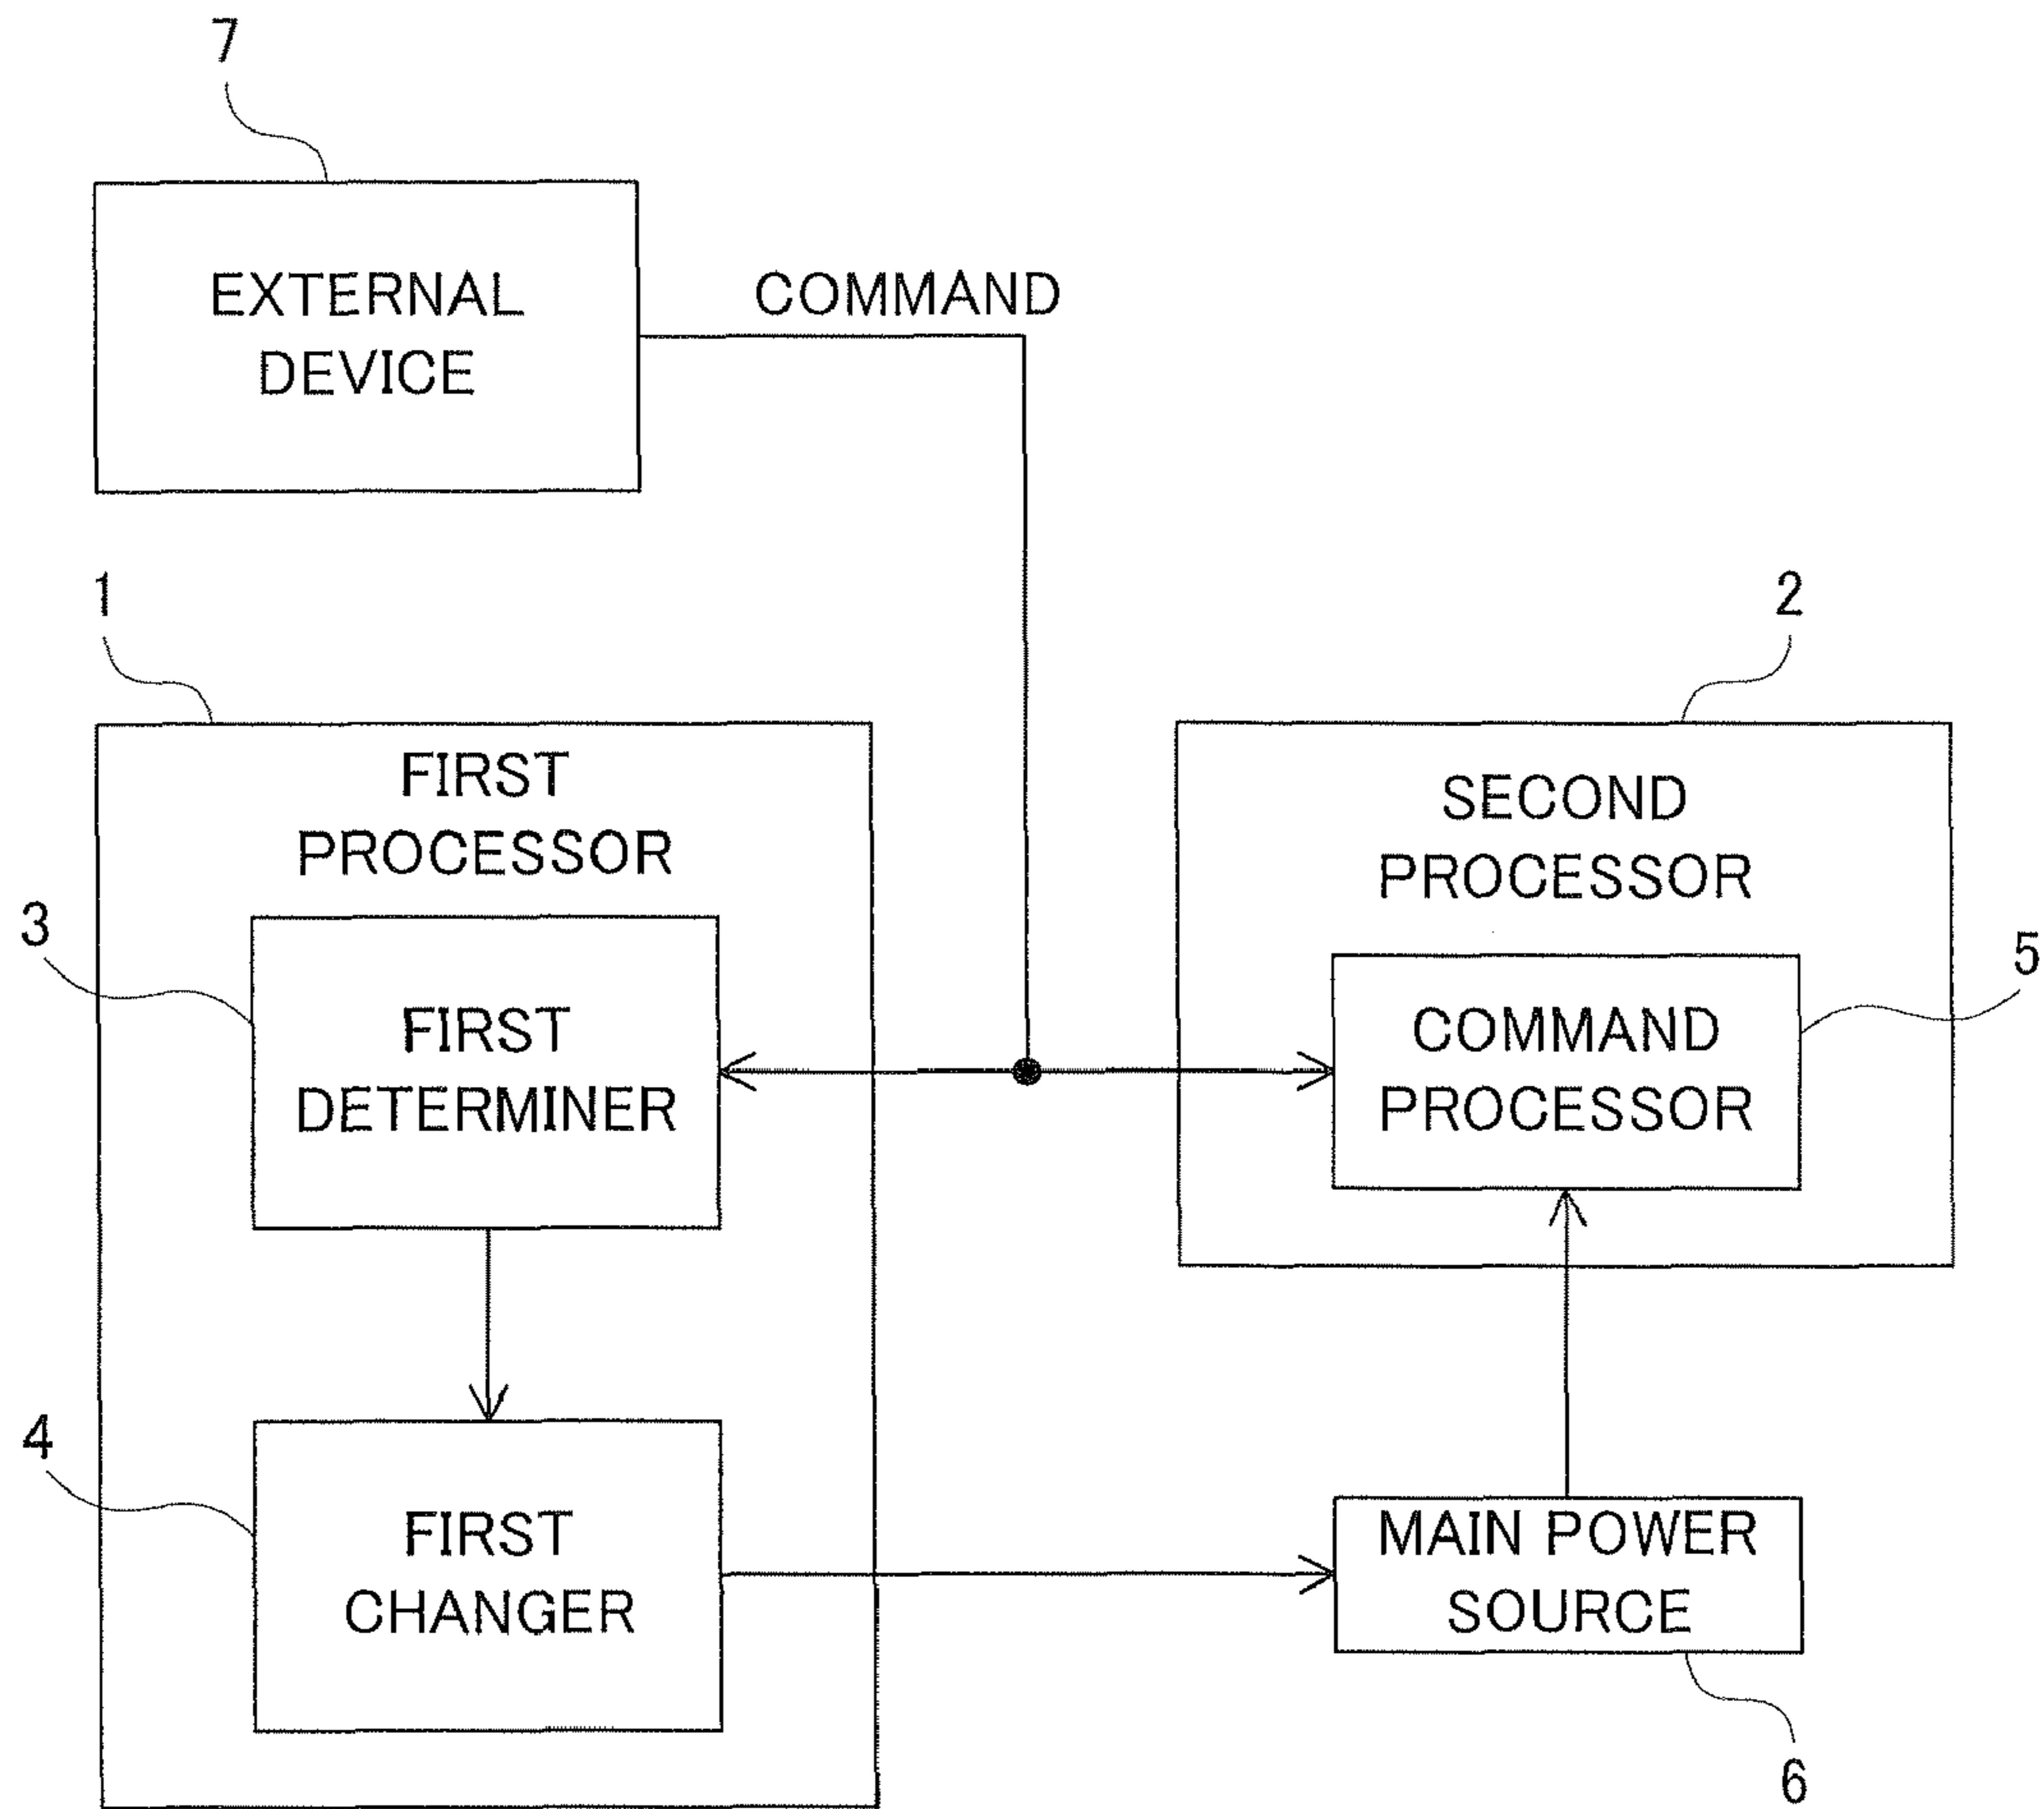 7
EXTERNAL
DEVICE
COMMAND
1
2
FIRST
PROCESSOR
SECOND
PROCESSOR
3
FIRST
DETERMINER
COMMAND
PROCESSOR
5
4
FIRST
CHANGER
MAIN POWER
SOURCE
6